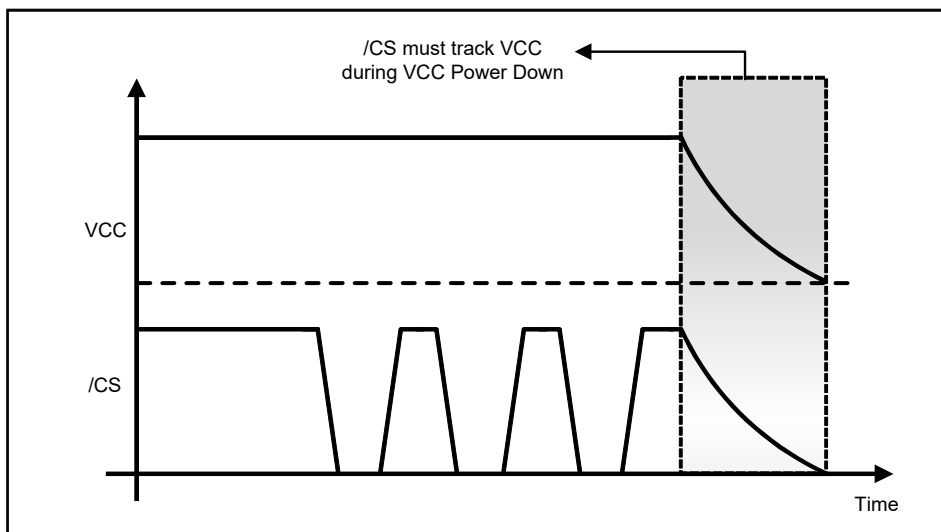 /CS must track VCC
during VCC Power Down
VCC
/CS
Time